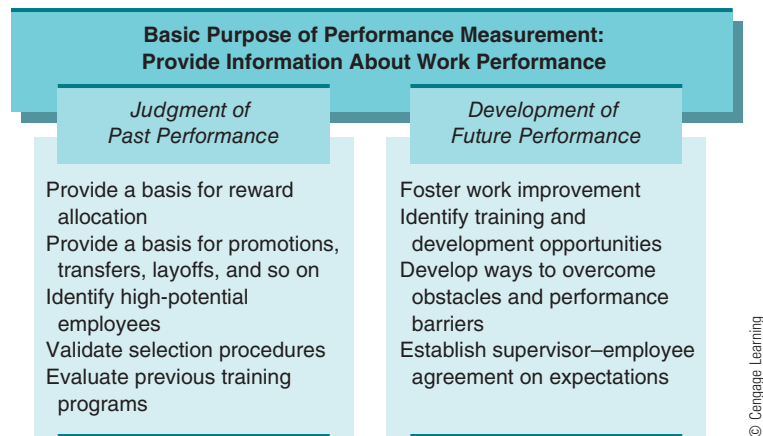 Basic Purpose of Performance Measurement:
Provide Information About Work Performance
Judgment of
Past Performance
Provide a basis for reward
allocation
Provide a basis for promotions,
transfers, layoffs, and so on
Identify high-potential
employees
Validate selection procedures
Evaluate previous training
programs
Development of
Future Performance
Foster work improvement
Identify training and
development opportunities
Develop ways to overcome
obstacles and performance
barriers
Establish supervisor–employee
agreement on expectations
© Cengage Learning